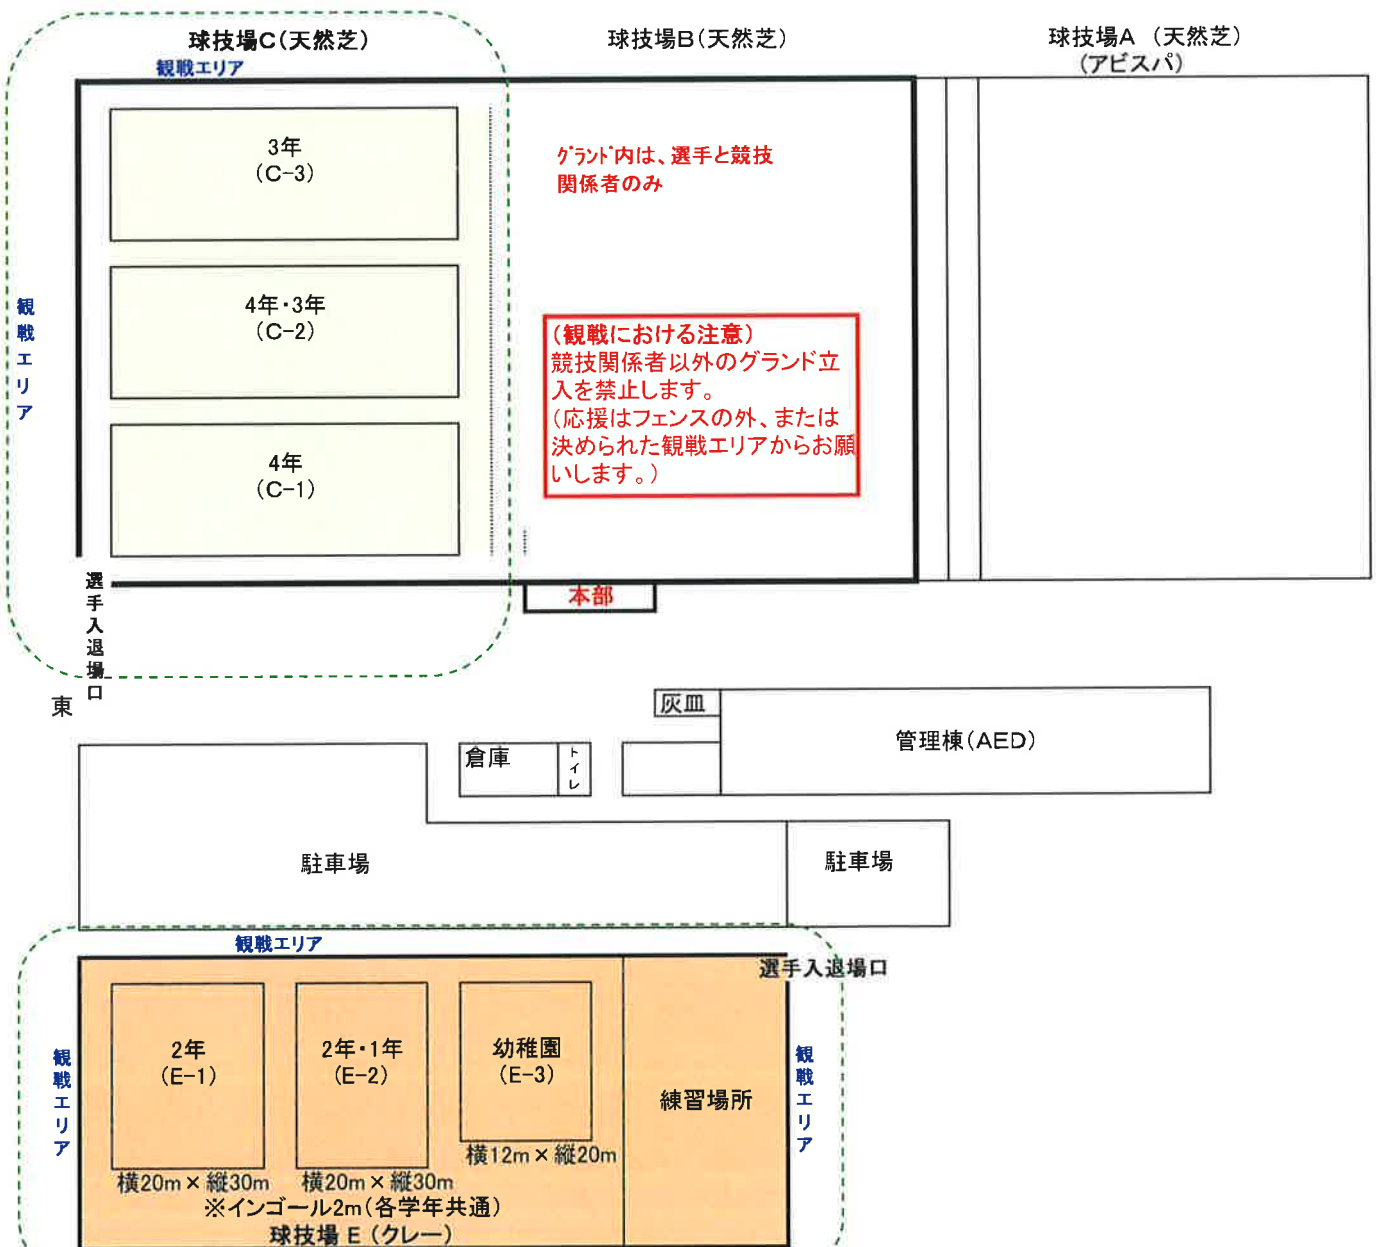 球技場C(天然芝)
球技場B(天然芝)
球技場A (天然芝)
(アビスパ)
観戦エリア
3年
(C-3)
グランド内は、選手と競技
関係者のみ
観戦エリア
4年・3年
(C-2)
(観戦における注意)
競技関係者以外のグランド立
入を禁止します。
(応援はフェンスの外、または
決められた観戦エリアからお願
いします。)
4年
(C-1)
選手入退場口
本部
東
灰皿
管理棟(AED)
倉庫
トイレ
駐車場
駐車場
観戦エリア
選手入退場口
観戦エリア
2年
(E-1)
2年・1年
(E-2)
幼稚園
(E-3)
練習場所
観戦エリア
横12m×縦20m
横20m×縦30m
横20m×縦30m
※インゴール2m(各学年共通)
球技場 E (クレー)